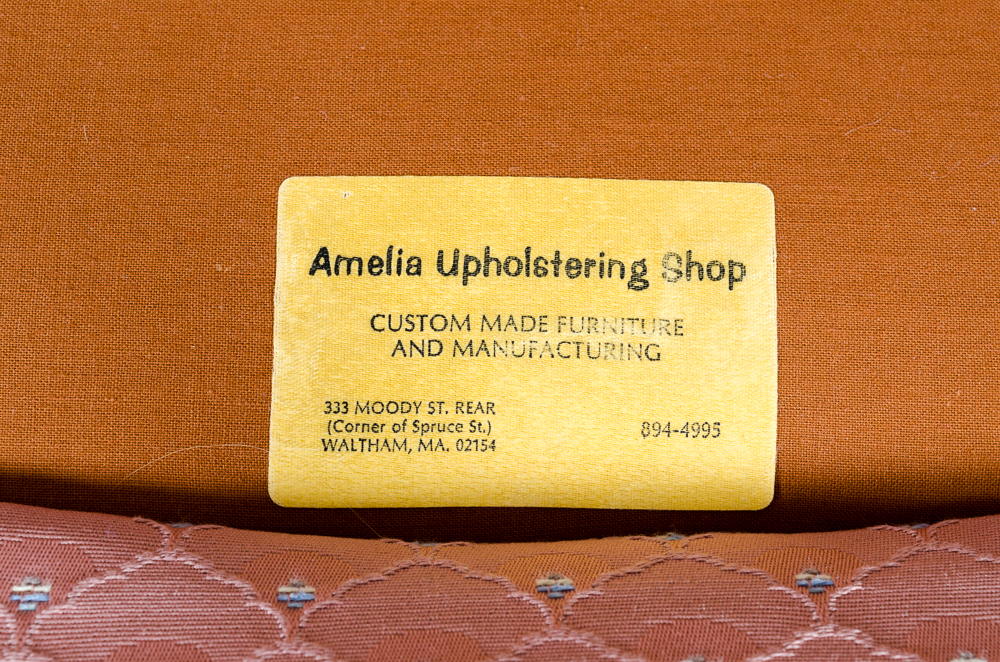 Amelia Upholstering Shop
CUSTOM MADE FURNITURE
AND MANUFACTURING
333 MOODY ST. REAR
(Corner of Spruce St.)
WALTHAM, MA. 02154
894-4995